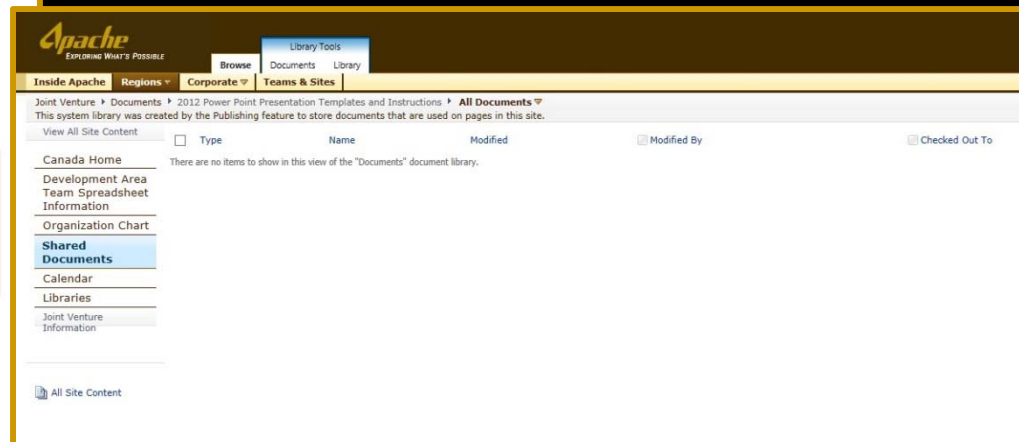 Apache
EXPLORING WHAT'S POSSIBLE
Library Tools
Browse Documents Library
Inside Apache Regions Corporate Teams & Sites
Joint Venture Documents 2012 Power Point Presentation Templates and Instructions All Documents
This system library was created by the Publishing feature to store documents that are used on pages in this site.
View All Site Content
Type Name Modified Modified By Checked Out To
There are no items to show in this view of the "Documents" document library.
Canada Home
Development Area
Team Spreadsheet
Information
Organization Chart
Shared
Documents
Calendar
Libraries
Joint Venture
Information
All Site Content